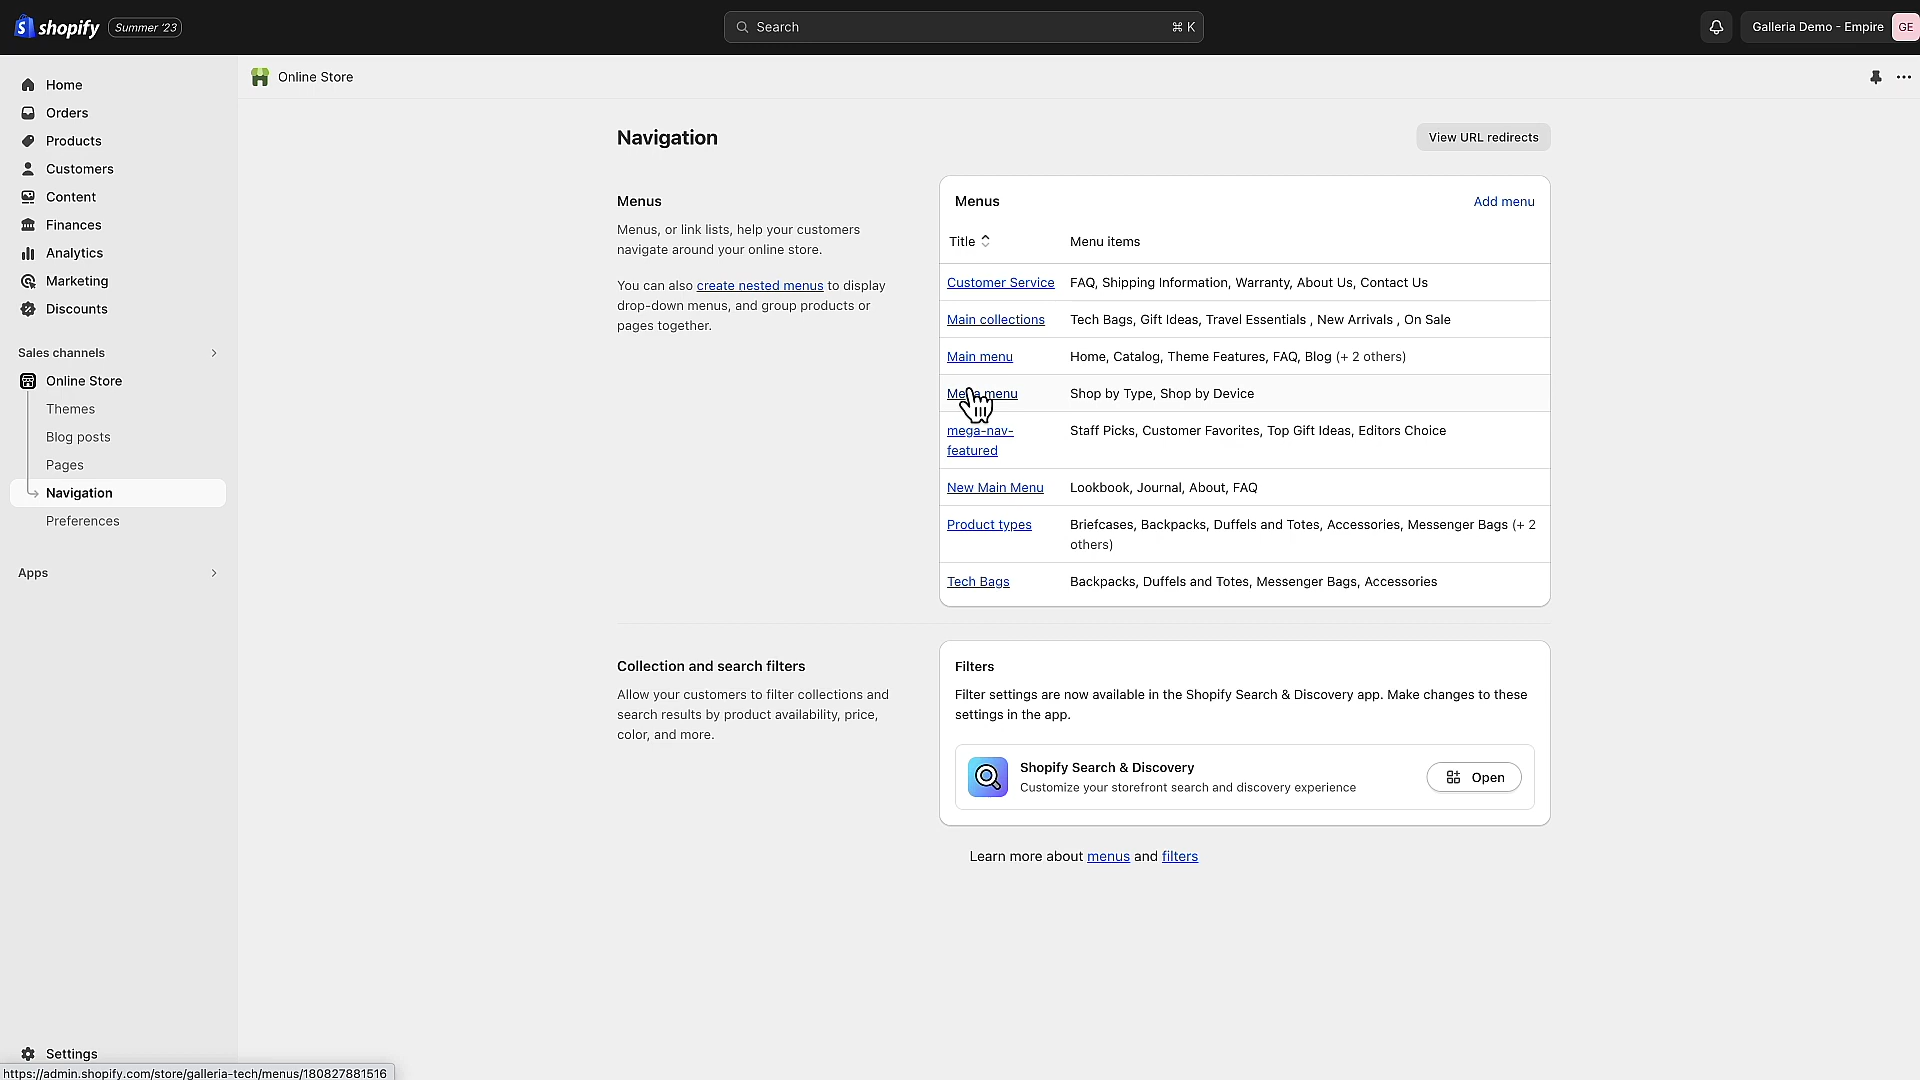 shopify Summer '23
Search
⌘ K
Galleria Demo - Empire
GE
Home
Orders
Products
Customers
Content
Finances
Analytics
Marketing
Discounts
Sales channels
Online Store
Themes
Blog posts
Pages
Navigation
Preferences
Apps
Settings
https://admin.shopify.com/store/galleria-tech/menus/180827881516
Online Store
Navigation
View URL redirects
Menus
Menus, or link lists, help your customers
navigate around your online store.
You can also create nested menus to display
drop-down menus, and group products or
pages together.
Menus
Add menu
Title
Menu items
Customer Service
FAQ, Shipping Information, Warranty, About Us, Contact Us
Main collections
Tech Bags, Gift Ideas, Travel Essentials , New Arrivals , On Sale
Main menu
Home, Catalog, Theme Features, FAQ, Blog (+ 2 others)
menu
Shop by Type, Shop by Device
mega-nav-
featured
Staff Picks, Customer Favorites, Top Gift Ideas, Editors Choice
New Main Menu
Lookbook, Journal, About, FAQ
Product types
Briefcases, Backpacks, Duffels and Totes, Accessories, Messenger Bags (+ 2
others)
Tech Bags
Backpacks, Duffels and Totes, Messenger Bags, Accessories
Collection and search filters
Allow your customers to filter collections and
search results by product availability, price,
color, and more.
Filters
Filter settings are now available in the Shopify Search & Discovery app. Make changes to these
settings in the app.
Shopify Search & Discovery
Customize your storefront search and discovery experience
Open
Learn more about menus and filters